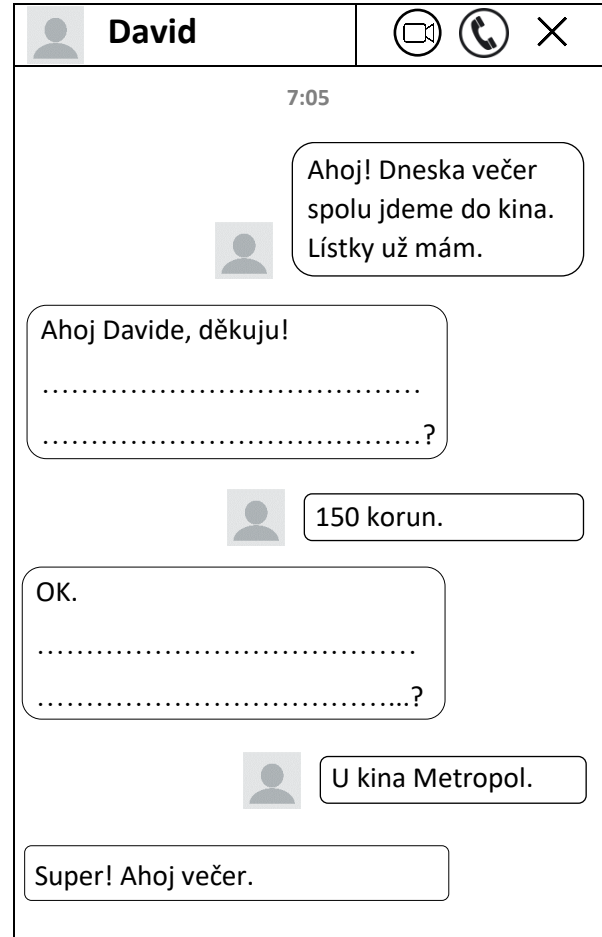 David
7:05
Ahoj! Dneska večer
spolu jdeme do kina.
Lístky už mám.
Ahoj Davide, děkuju!
………………………………….
………………………………….?
150 korun.
OK.
…………………………………
………………………………...?
U kina Metropol.
Super! Ahoj večer.